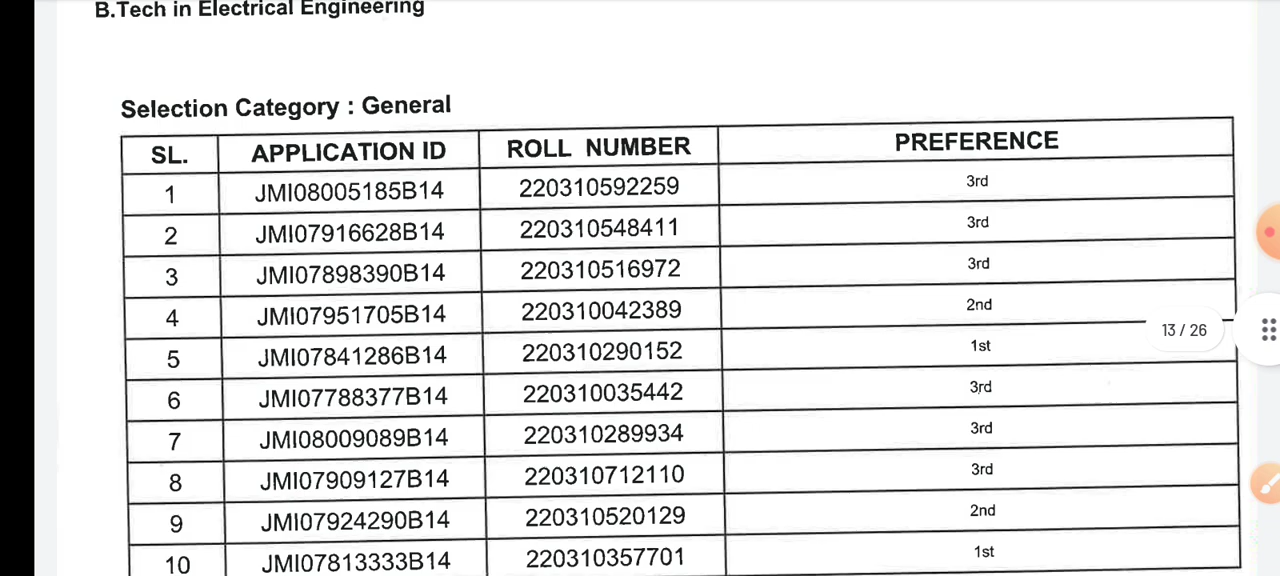 B.Tech in Electrical Engineering
Selection Category : General
SL. APPLICATION ID ROLL NUMBER PREFERENCE
1 JMI08005185B14 220310592259 3rd
2 JMI07916628B14 220310548411 3rd
3 JMI07898390B14 220310516972 3rd
4 JMI07951705B14 220310042389 2nd
5 JMI07841286B14 220310290152 1st
13 / 26
6 JMI07788377B14 220310035442 3rd
7 JMI08009089B14 220310289934 3rd
8 JMI07909127B14 220310712110 3rd
9 JMI07924290B14 220310520129 2nd
10 JMI07813333B14 220310357701 1st